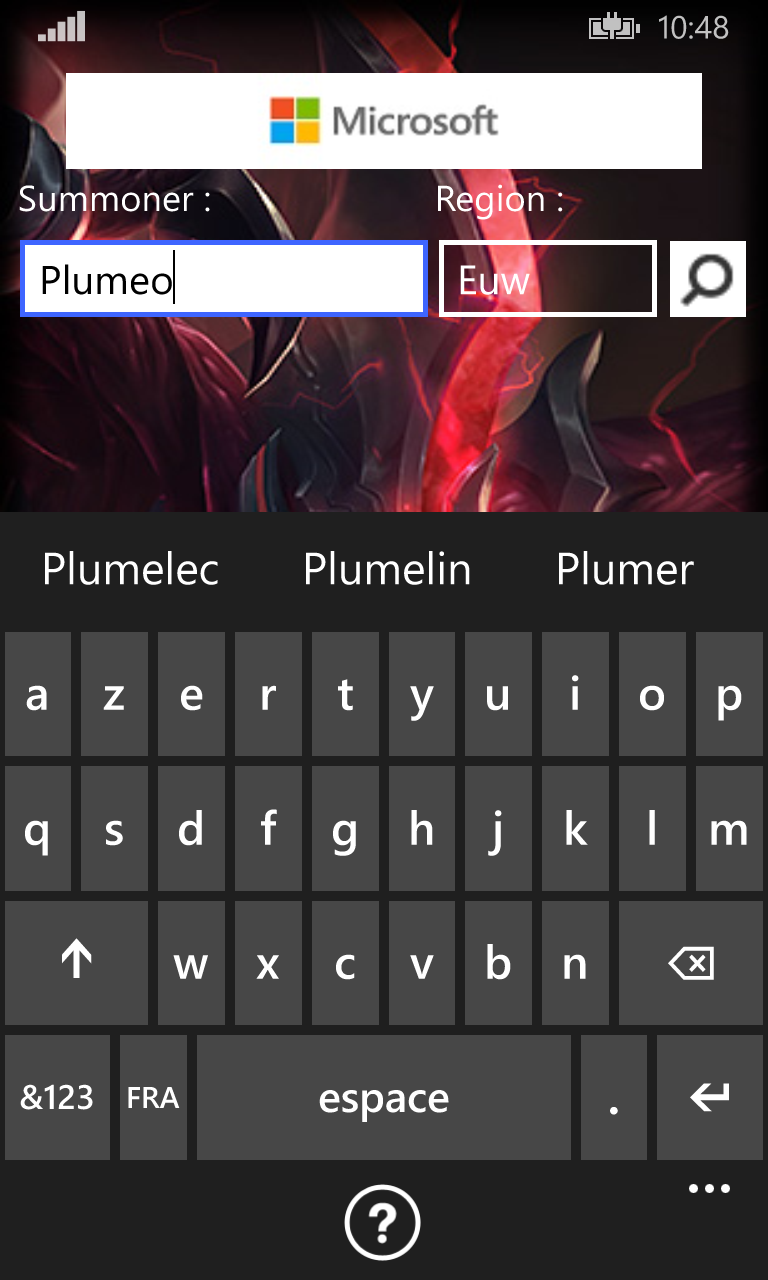 10:48
Microsoft
Summoner : Region :
Plumeo Euw
Plumelec Plumelin Plumer
a z e r t y u i o p
q s d f g h j k l m
w x c v b n
&123 FRA espace .
?